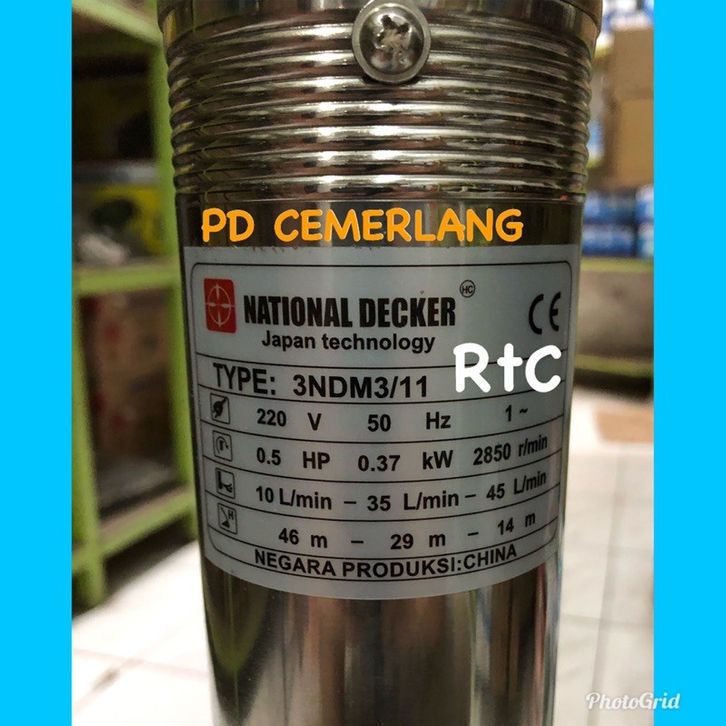 PD CEMERLANG
NATIONAL DECKER HC
CE
Japan technology
RtC
TYPE: 3NDM3/11
220 V 50 Hz 1 ~
0.5 HP 0.37 kW 2850 r/min
10 L/min – 35 L/min – 45 L/min
H
46 m – 29 m – 14 m
NEGARA PRODUKSI:CHINA
PhotoGrid